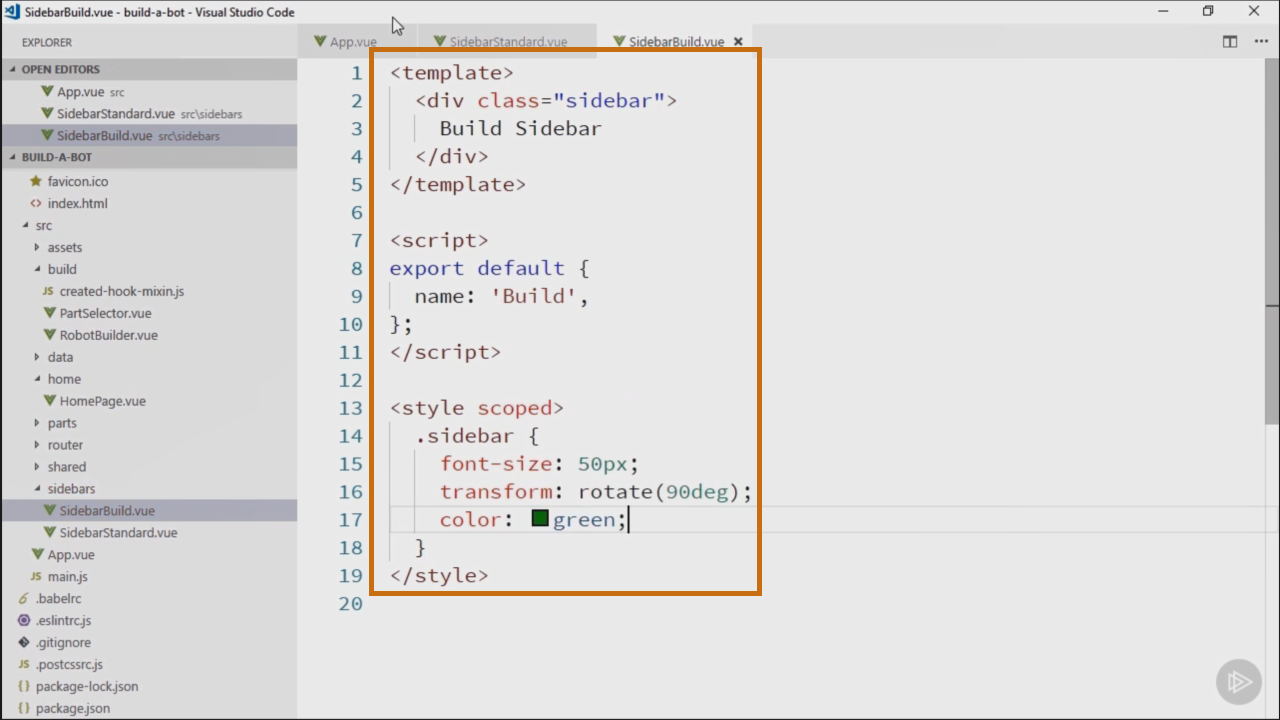 SidebarBuild.vue - build-a-bot - Visual Studio Code
EXPLORER
OPEN EDITORS
App.vue src
SidebarStandard.vue src\sidebars
SidebarBuild.vue src\sidebars
BUILD-A-BOT
favicon.ico
<> index.html
src
assets
build
JS created-hook-mixin.js
PartSelector.vue
RobotBuilder.vue
data
home
HomePage.vue
parts
router
shared
sidebars
SidebarBuild.vue
SidebarStandard.vue
App.vue
JS main.js
.babelrc
.eslintrc.js
.gitignore
JS .postcssrc.js
{} package-lock.json
{} package.json
App.vue SidebarStandard.vue SidebarBuild.vue
1 <template>
2 <div class="sidebar">
3 Build Sidebar
4 </div>
5 </template>
6
7 <script>
8 export default {
9 name: 'Build',
10 };
11 </script>
12
13 <style scoped>
14 .sidebar {
15 font-size: 50px;
16 transform: rotate(90deg);
17 color: green;
18 }
19 </style>
20